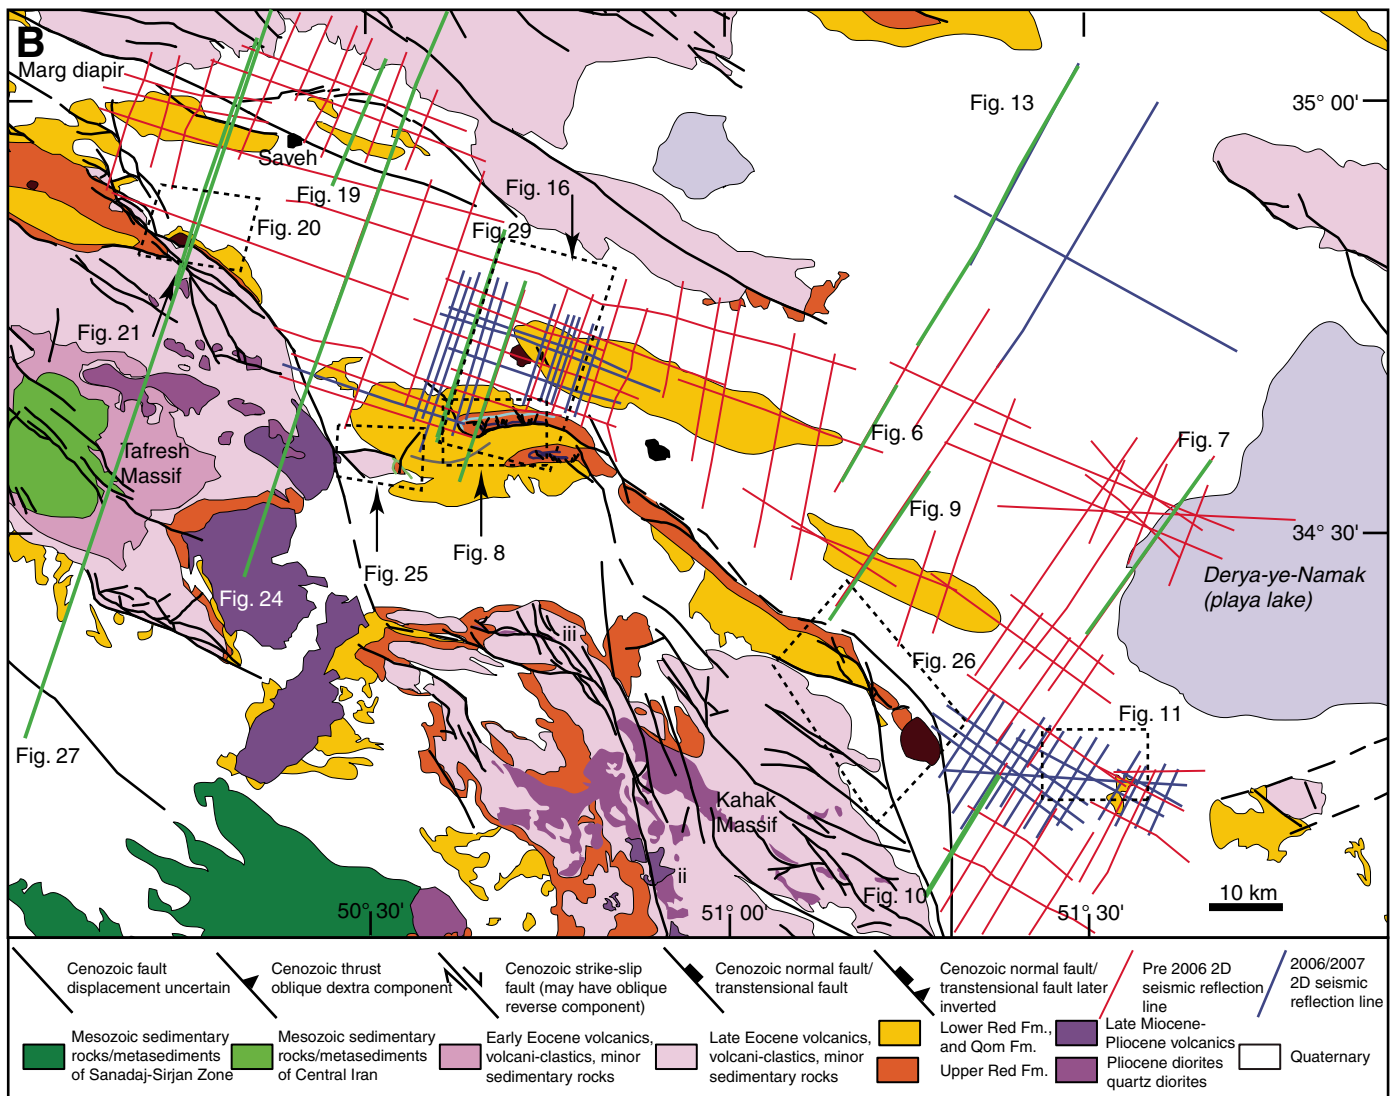 B
Marg diapir
Saveh
Fig. 19
Fig. 16
Fig. 13
35° 00'
Fig. 20
Fig.29
Fig. 21
Fig. 6
Fig. 7
Tafresh
Massif
Fig. 9
34° 30'
Fig. 8
Fig. 25
Derya-ye-Namak
(playa lake)
Fig. 24
iii
Fig. 26
Fig. 11
Fig. 27
Kahak
Massif
ii
Fig. 10
10 km
50° 30'
51° 00'
51° 30'
Cenozoic fault
displacement uncertain
Cenozoic thrust
oblique dextra component
Cenozoic strike-slip
fault (may have oblique
reverse component)
Cenozoic normal fault/
transtensional fault
Cenozoic normal fault/
transtensional fault later
inverted
Pre 2006 2D
seismic reflection
line
2006/2007
2D seismic
reflection line
Mesozoic sedimentary
rocks/metasediments
of Sanadaj-Sirjan Zone
Mesozoic sedimentary
rocks/metasediments
of Central Iran
Early Eocene volcanics,
volcani-clastics, minor
sedimentary rocks
Late Eocene volcanics,
volcani-clastics, minor
sedimentary rocks
Lower Red Fm.,
and Qom Fm.
Upper Red Fm.
Late Miocene-
Pliocene volcanics
Pliocene diorites
quartz diorites
Quaternary